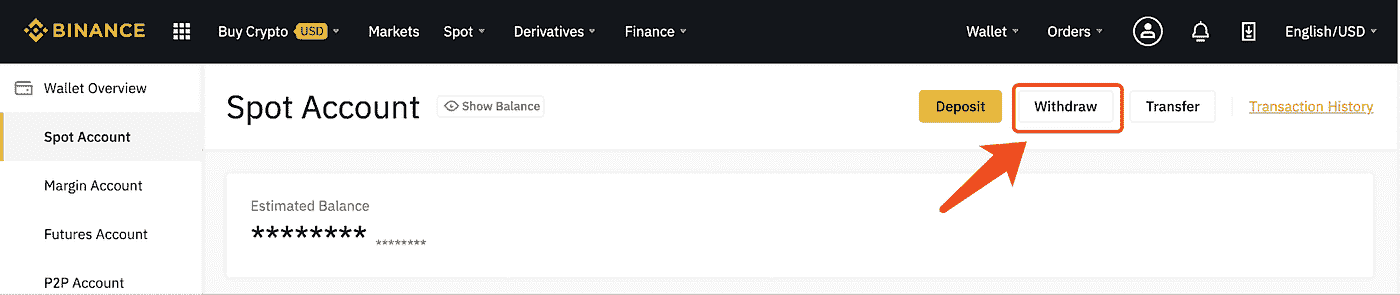 BINANCE Buy Crypto USD Markets Spot Derivatives Finance Wallet Orders English/USD
Wallet Overview
Spot Account
Margin Account
Futures Account
P2P Account
Spot Account Show Balance Deposit Withdraw Transfer Transaction History
Estimated Balance
******** ********